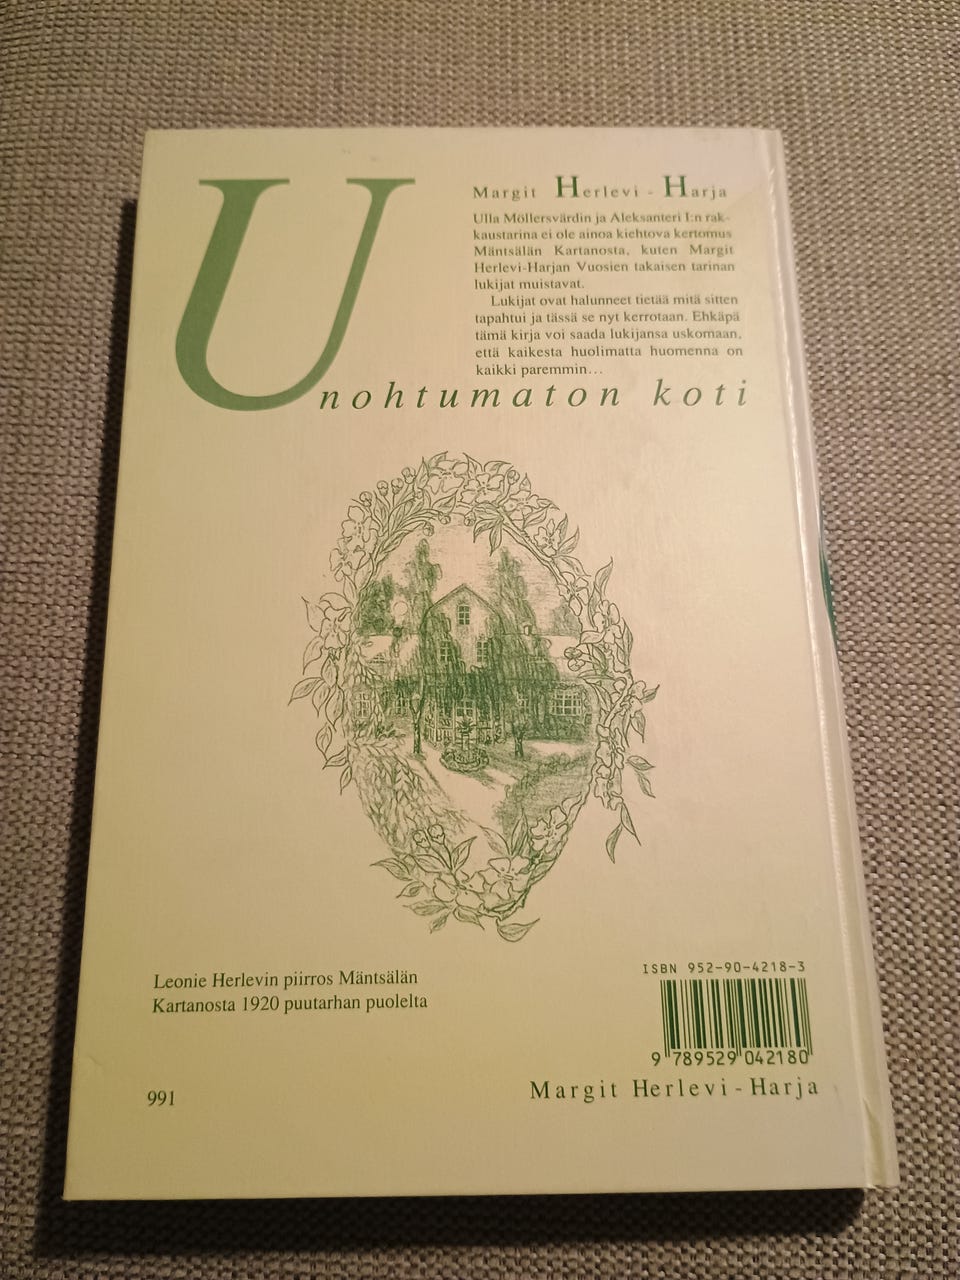 Margit Herlevi - Harja
Ulla Möllersvärdin ja Aleksanteri I:n rak-
kaustarina ei ole ainoa kiehtova kertomus
Mäntsälän Kartanosta, kuten Margit
Herlevi-Harjan Vuosien takaisen tarinan
lukijat muistavat.
Lukijat ovat halunneet tietää mitä sitten
tapahtui ja tässä se nyt kerrotaan. Ehkäpä
tämä kirja voi saada lukijansa uskomaan,
että kaikesta huolimatta huomenna on
kaikki paremmin...
Unohtumaton koti
Leonie Herlevin piirros Mäntsälän
Kartanosta 1920 puutarhan puolelta
ISBN 952-90-4218-3
9 789529 042180
Margit Herlevi - Harja
991